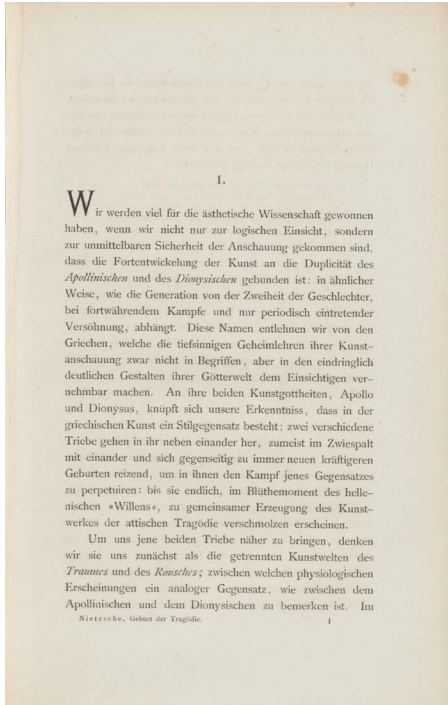 I.
Wir werden viel für die ästhetische Wissenschaft gewonnen
haben, wenn wir nicht nur zur logischen Einsicht, sondern
zur unmittelbaren Sicherheit der Anschauung gekommen sind,
dass die Fortentwickelung der Kunst an die Duplicität des
Apollinischen und des Dionysischen gebunden ist: in ähnlicher
Weise, wie die Generation von der Zweiheit der Geschlechter,
bei fortwährendem Kampfe und nur periodisch eintretender
Versöhnung, abhängt. Diese Namen entlehnen wir von den
Griechen, welche die tiefsinnigen Geheimlehren ihrer Kunst-
anschauung zwar nicht in Begriffen, aber in den eindringlich
deutlichen Gestalten ihrer Götterwelt dem Einsichtigen ver-
nehmbar machen. An ihre beiden Kunstgottheiten, Apollo
und Dionysus, knüpft sich unsere Erkenntniss, dass in der
griechischen Kunst ein Stilgegensatz besteht; zwei verschiedene
Triebe gehen in ihr neben einander her, zumeist im Zwiespalt
mit einander und sich gegenseitig zu immer neuen kräftigeren
Geburten reizend, um in ihnen den Kampf jenes Gegensatzes
zu perpetuiren: bis sie endlich, im Blüthemoment des helle-
nischen »Willens«, zu gemeinsamer Erzeugung des Kunst-
werkes der attischen Tragödie verschmolzen erscheinen.
Um uns jene beiden Triebe näher zu bringen, denken
wir sie uns zunächst als die getrennten Kunstwelten des
Traumes und des Rausches; zwischen welchen physiologischen
Erscheinungen ein analoger Gegensatz, wie zwischen dem
Apollinischen und dem Dionysischen zu bemerken ist. Im
Nietzsche, Geburt der Tragödie. 1